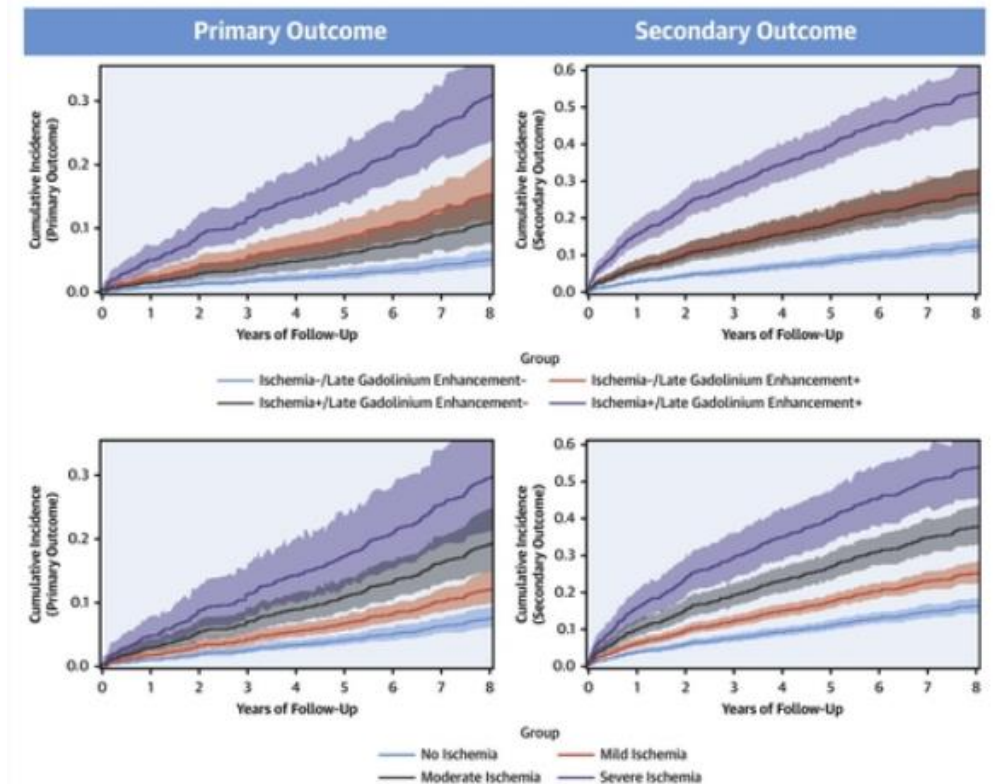 Primary Outcome
Secondary Outcome
Cumulative Incidence
(Primary Outcome)
0.3
0.2
0.1
0.0
0 1 2 3 4 5 6 7 8
Years of Follow-Up
Cumulative Incidence
(Secondary Outcome)
0.6
0.5
0.4
0.3
0.2
0.1
0.0
0 1 2 3 4 5 6 7 8
Years of Follow-Up
Group
Ischemia-/Late Gadolinium Enhancement- Ischemia-/Late Gadolinium Enhancement+
Ischemia+/Late Gadolinium Enhancement- Ischemia+/Late Gadolinium Enhancement+
Cumulative Incidence
(Primary Outcome)
0.3
0.2
0.1
0.0
0 1 2 3 4 5 6 7 8
Years of Follow-Up
Cumulative Incidence
(Secondary Outcome)
0.6
0.5
0.4
0.3
0.2
0.1
0.0
0 1 2 3 4 5 6 7 8
Years of Follow-Up
Group
No Ischemia Mild Ischemia
Moderate Ischemia Severe Ischemia